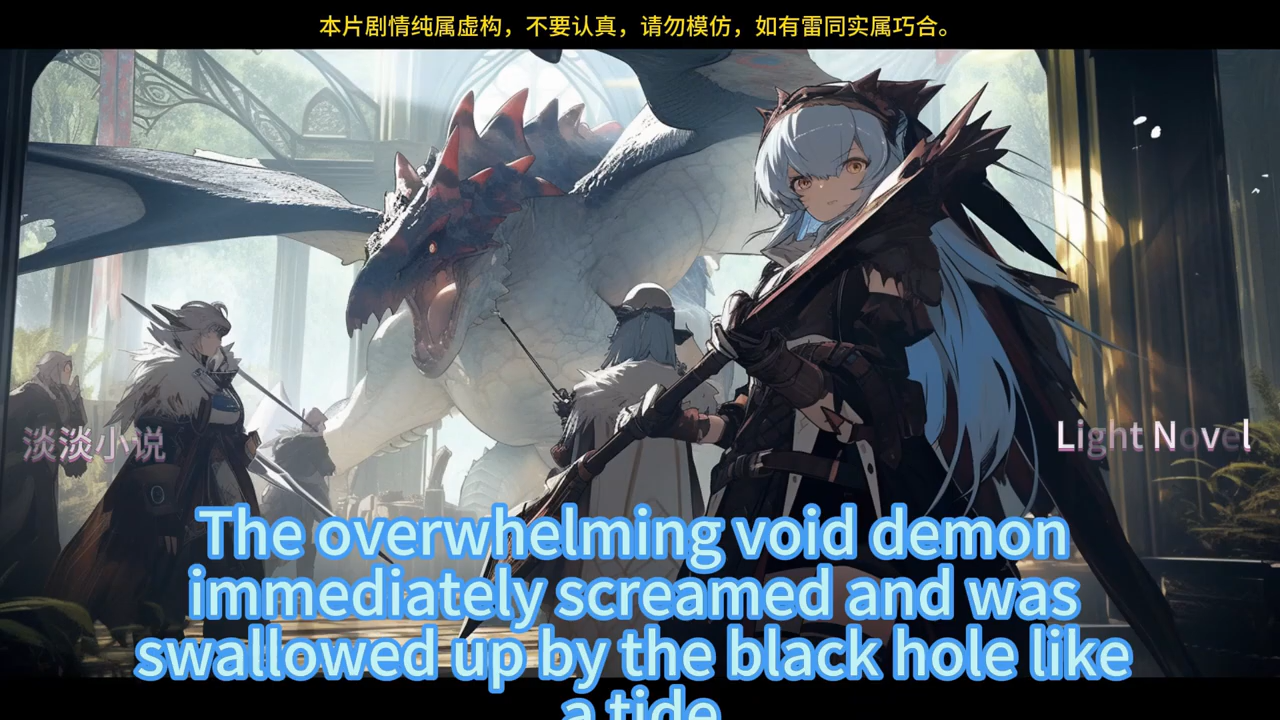 本片剧情纯属虚构，不要认真，请勿模仿，如有雷同实属巧合。
淡淡小说
Light Novel
The overwhelming void demon
immediately screamed and was
swallowed up by the black hole like
a tide